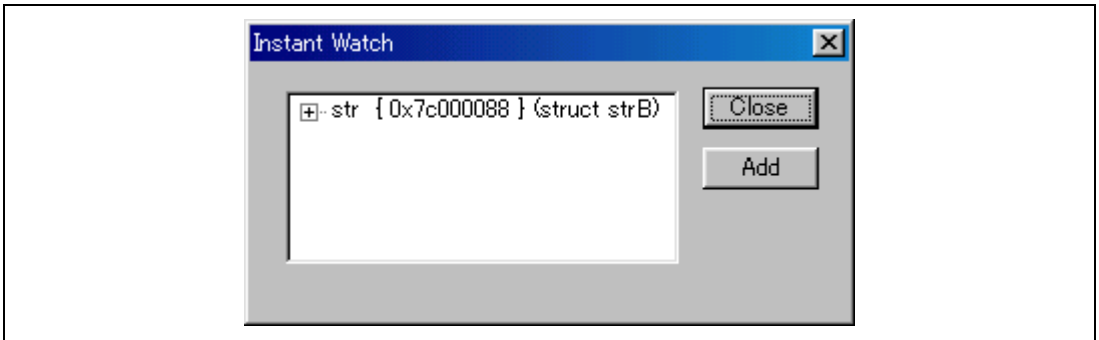 Instant Watch
str { 0x7c000088 } (struct strB)
Close
Add